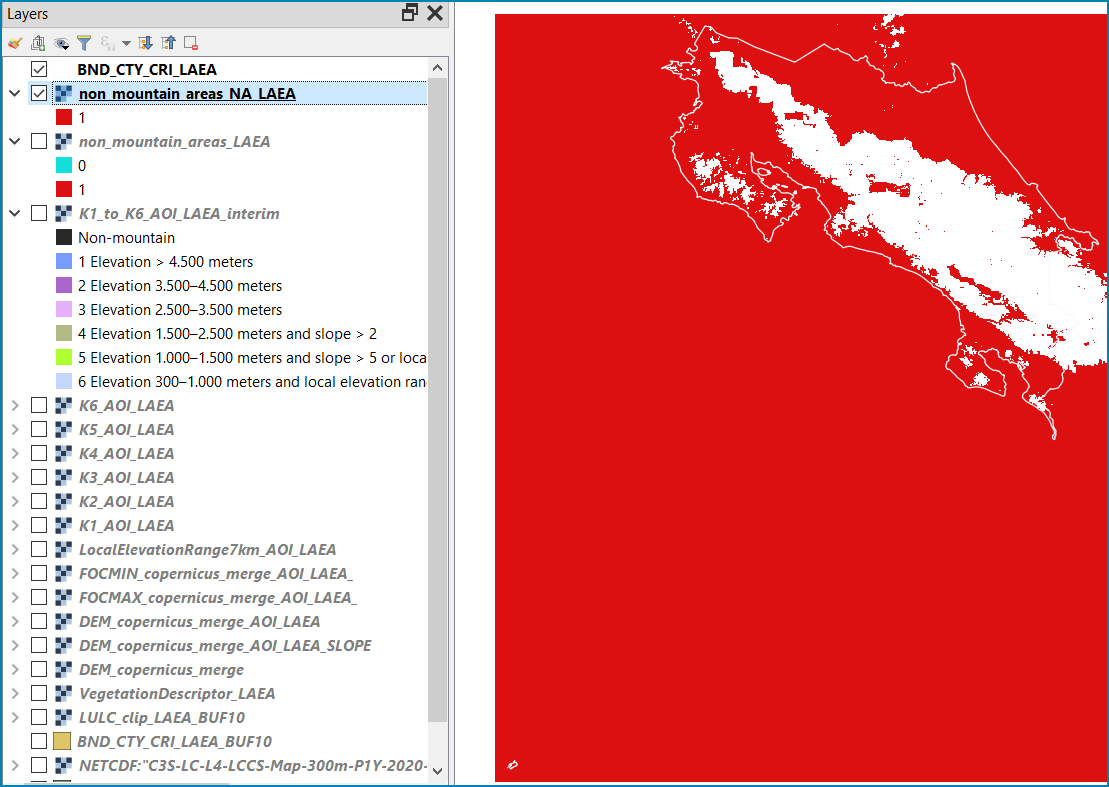 Layers
BND_CTY_CRI_LAEA
non_mountain_areas_NA_LAEA
1
non_mountain_areas_LAEA
0
1
K1_to_K6_AOI_LAEA_interim
Non-mountain
1 Elevation > 4.500 meters
2 Elevation 3.500–4.500 meters
3 Elevation 2.500–3.500 meters
4 Elevation 1.500–2.500 meters and slope > 2
5 Elevation 1.000–1.500 meters and slope > 5 or loca
6 Elevation 300–1.000 meters and local elevation ran
K6_AOI_LAEA
K5_AOI_LAEA
K4_AOI_LAEA
K3_AOI_LAEA
K2_AOI_LAEA
K1_AOI_LAEA
LocalElevationRange7km_AOI_LAEA
FOCMIN_copernicus_merge_AOI_LAEA_
FOCMAX_copernicus_merge_AOI_LAEA_
DEM_copernicus_merge_AOI_LAEA
DEM_copernicus_merge_AOI_LAEA_SLOPE
DEM_copernicus_merge
VegetationDescriptor_LAEA
LULC_clip_LAEA_BUF10
BND_CTY_CRI_LAEA_BUF10
NETCDF:"C3S-LC-L4-LCCS-Map-300m-P1Y-2020-